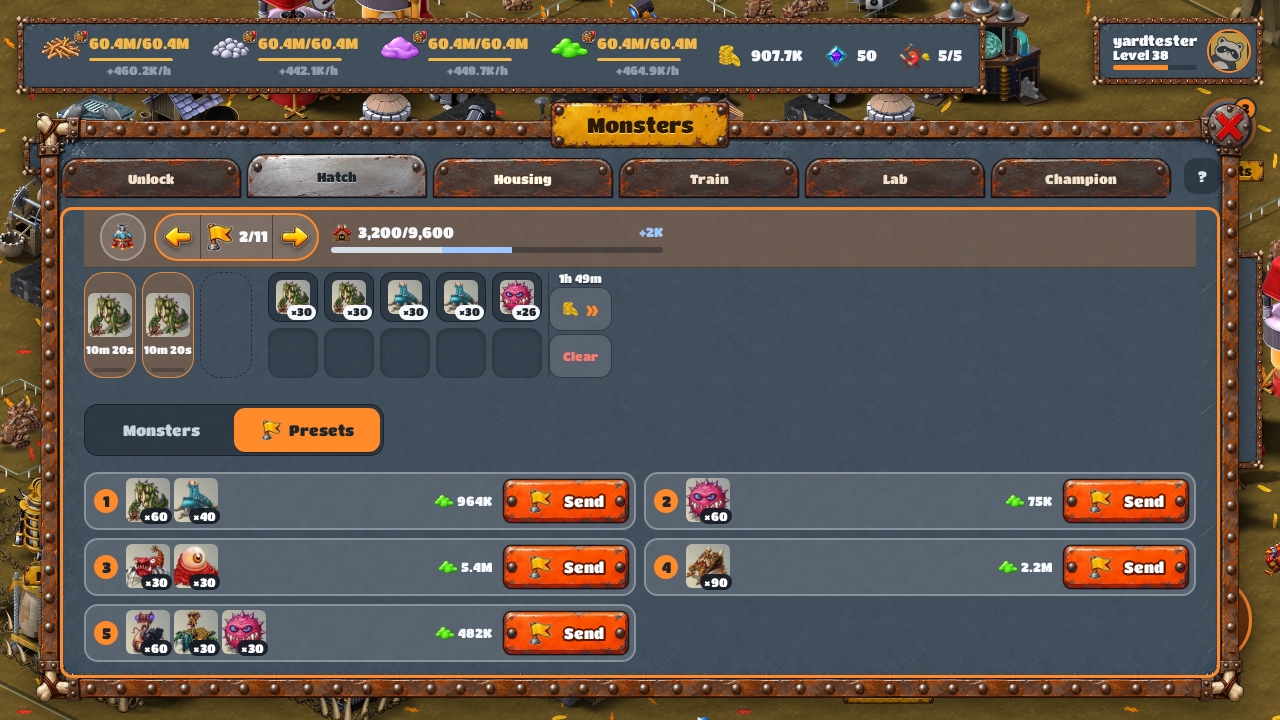 60.4M/60.4M
+460.2K/h
60.4M/60.4M
+442.1K/h
60.4M/60.4M
+448.7K/h
60.4M/60.4M
+464.9K/h
907.7K
50
5/5
yardtester
Level 38
Monsters
Unlock
Hatch
Housing
Train
Lab
Champion
?
2/11
3,200/9,600
+2K
10m 20s
10m 20s
×30
×30
×30
×30
×26
1h 49m
Clear
Monsters
Presets
1
×60
×40
964K
Send
2
×60
75K
Send
3
×30
×30
5.4M
Send
4
×90
2.2M
Send
5
×60
×30
×30
482K
Send